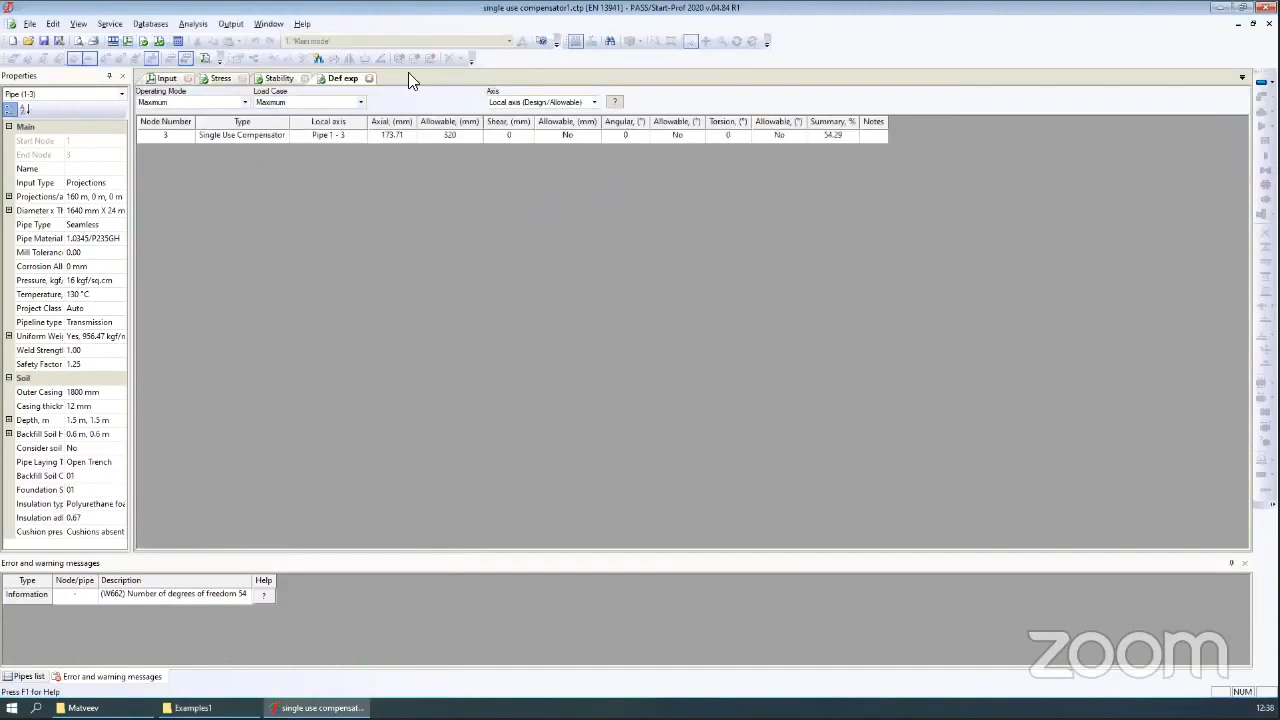 single use compensator1.ctp [EN 13941] - PASS/Start-Prof 2020 v.04.84 R1
File Edit View Service Databases Analysis Output Window Help
1. 'Main mode'
Properties
Pipe (1-3)
Main
Start Node 1
End Node 3
Name
Input Type Projections
Projections/a 160 m, 0 m, 0 m
Diameter x Th 1640 mm X 24 m
Pipe Type Seamless
Pipe Material 1.0345/P235GH
Mill Toleranc 0.00
Corrosion All 0 mm
Pressure, kgf/ 16 kgf/sq.cm
Temperature, 130 °C
Project Class Auto
Pipeline type Transmission
Uniform Weig Yes, 956.47 kgf/r
Weld Strengt 1.00
Safety Factor 1.25
Soil
Outer Casing 1800 mm
Casing thickr 12 mm
Depth, m 1.5 m, 1.5 m
Backfill Soil H 0.6 m, 0.6 m
Consider soil No
Pipe Laying T Open Trench
Backfill Soil C 01
Foundation S 01
Insulation typ Polyurethane foa
Insulation adl 0.67
Cushion pres Cushions absent
Input Stress Stability Def exp
Operating Mode Load Case Axis
Maximum Maximum Local axis (Design/Allowable) ?
Node Number Type Local axis Axial, (mm) Allowable, (mm) Shear, (mm) Allowable, (mm) Angular, (°) Allowable, (°) Torsion, (°) Allowable, (°) Summary, % Notes
3 Single Use Compensator Pipe 1 - 3 173.71 320 0 No 0 No 0 No 54.29
Error and warning messages
Type Node/pipe Description Help
Information - (W662) Number of degrees of freedom 54 ?
zoom
Pipes list Error and warning messages
Press F1 for Help NUM
Matveev Examples1 single use compensat... 12:38